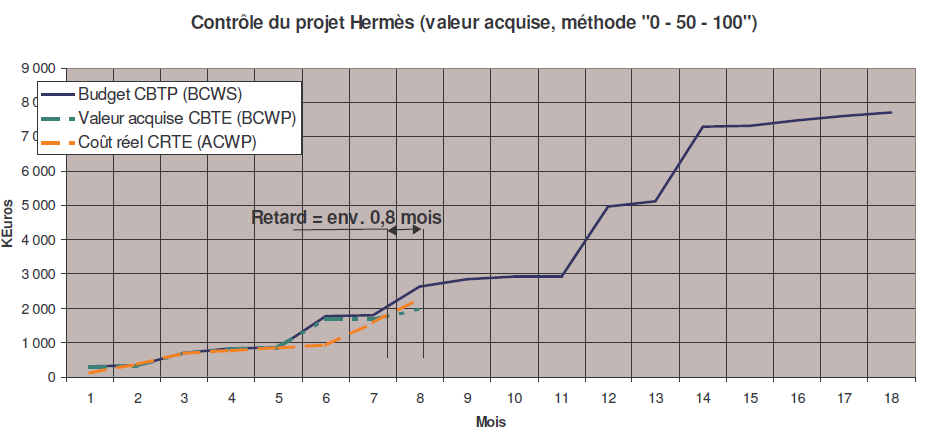 Contrôle du projet Hermès (valeur acquise, méthode "0 - 50 - 100")
9 000
8 0
7 0
6 000
5 000
4 000
3 000
2 000
1 000
0
KEuros
Budget CBTP (BCWS)
Valeur acquise CBTE (BCWP)
Coût réel CRTE (ACWP)
Retard = env. 0,8 mois
1 2 3 4 5 6 7 8 9 10 11 12 13 14 15 16 17 18
Mois